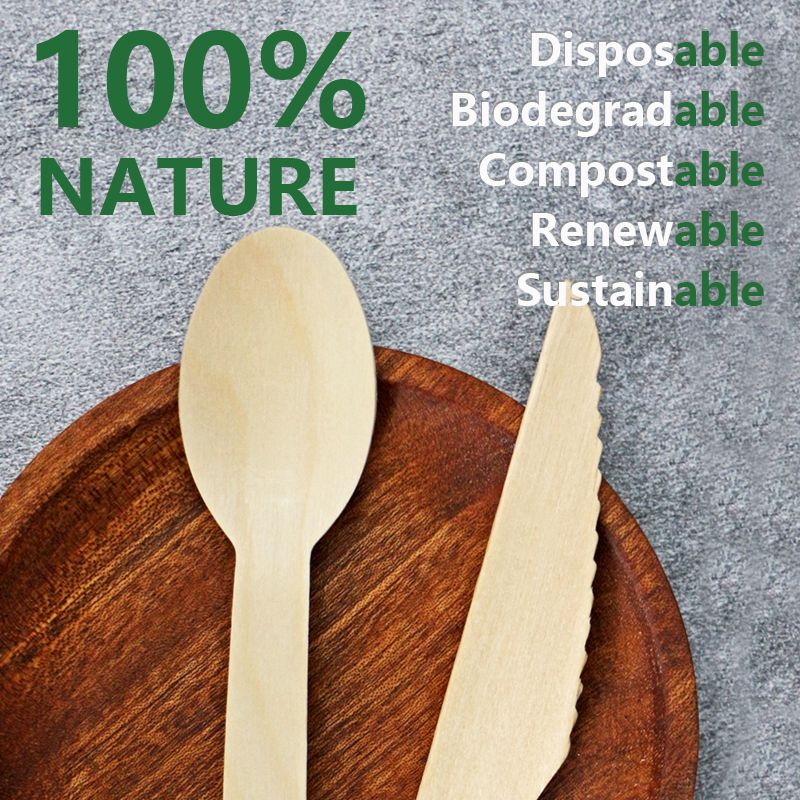 100%
NATURE
Disposable
Biodegradable
Compostable
Renewable
Sustainable